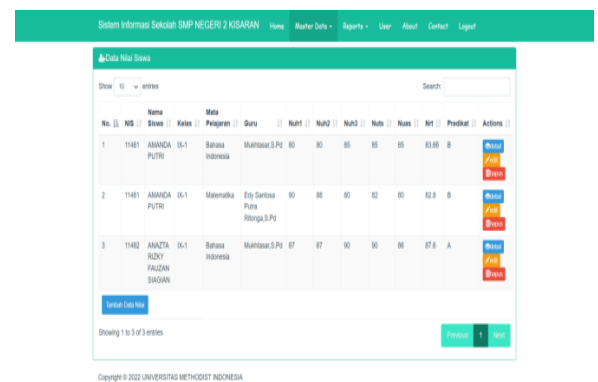 Sistem Informasi Sekolah SMP NEGERI 2 KISARAN Home Master Data Reports User About Contact Logout
Data Nilai Siswa
Show 10 entries Search:
No. NIS Nama Siswa Kelas Mata Pelajaran Guru Nuh1 Nuh2 Nuh3 Nuts Nuas Nrt Predikat Actions
1 11461 AMANDA PUTRI IX-1 Bahasa Indonesia Mukhtasar,S.Pd 80 80 85 85 85 83.66 B detail
edit
hapus
2 11461 AMANDA PUTRI IX-1 Matematika Edy Santosa Putra Ritonga,S.Pd 90 88 80 82 80 82.8 B detail
edit
hapus
3 11462 ANAZTA RIZKY FAUZAN SIAGIAN IX-1 Bahasa Indonesia Mukhtasar,S.Pd 87 87 90 90 86 87.6 A detail
edit
hapus
Tambah Data Nilai
Showing 1 to 3 of 3 entries Previous 1 Next
Copyright © 2022 UNIVERSITAS METHODIST INDONESIA